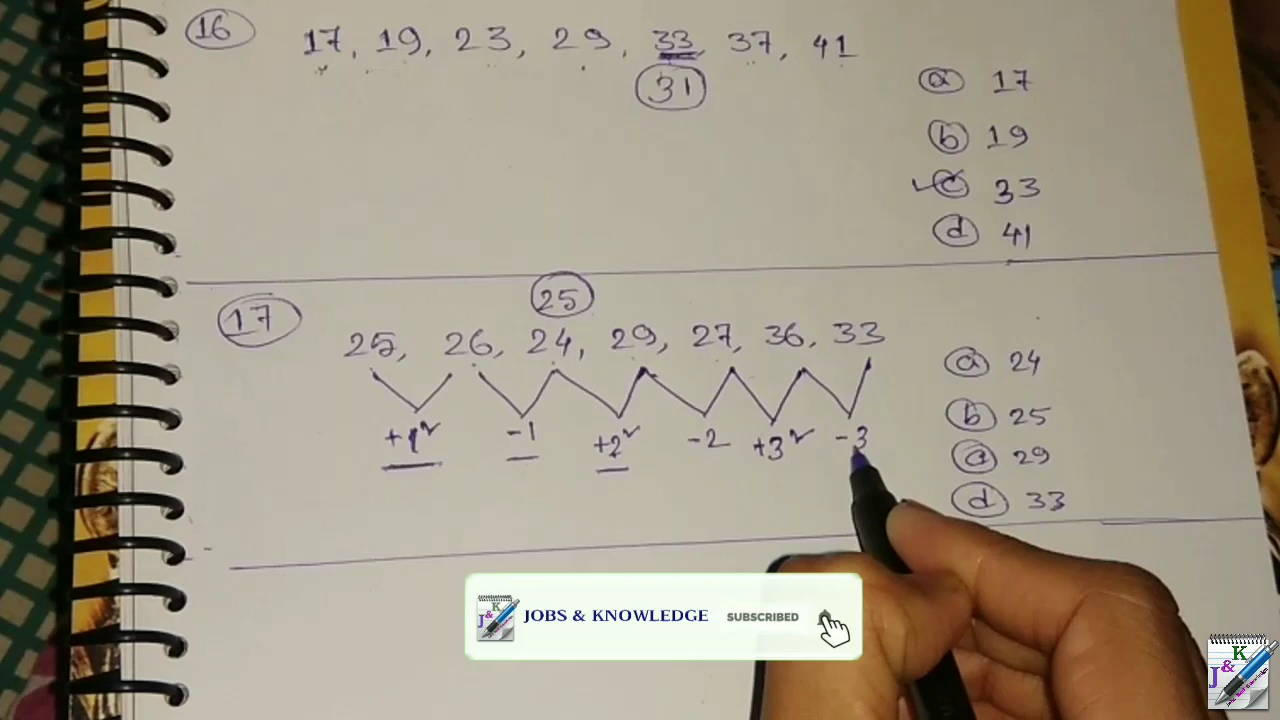 16 17, 19, 23, 29, 33, 37, 41
31
a 17
b 19
c 33
d 41
17 25
25, 26, 24, 29, 27, 36, 33
+1² -1 +2² -2 +3² -3
a 24
b 25
c 29
d 33
J&K JOBS & KNOWLEDGE SUBSCRIBED
J&K